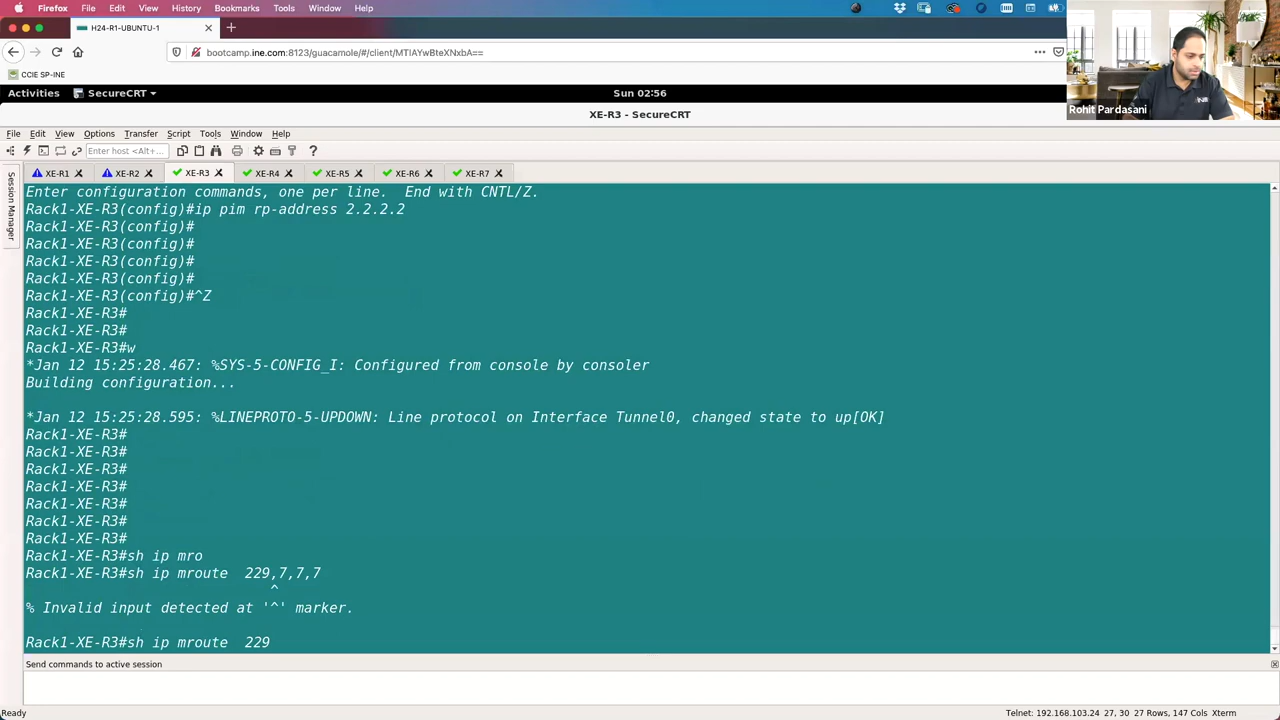 Firefox File Edit View History Bookmarks Tools Window Help
H24-R1-UBUNTU-1
bootcamp.ine.com:8123/guacamole/#/client/MTIAYwBteXNxbA==
CCIE SP-INE
Activities SecureCRT Sun 02:56
XE-R3 - SecureCRT
File Edit View Options Transfer Script Tools Window Help
Enter host <Alt+...
XE-R1 XE-R2 XE-R3 XE-R4 XE-R5 XE-R6 XE-R7
Session Manager
Enter configuration commands, one per line.  End with CNTL/Z.
Rack1-XE-R3(config)#ip pim rp-address 2.2.2.2
Rack1-XE-R3(config)#
Rack1-XE-R3(config)#
Rack1-XE-R3(config)#
Rack1-XE-R3(config)#
Rack1-XE-R3(config)#^Z
Rack1-XE-R3#
Rack1-XE-R3#
Rack1-XE-R3#w
*Jan 12 15:25:28.467: %SYS-5-CONFIG_I: Configured from console by consoler
Building configuration...
*Jan 12 15:25:28.595: %LINEPROTO-5-UPDOWN: Line protocol on Interface Tunnel0, changed state to up[OK]
Rack1-XE-R3#
Rack1-XE-R3#
Rack1-XE-R3#
Rack1-XE-R3#
Rack1-XE-R3#
Rack1-XE-R3#
Rack1-XE-R3#
Rack1-XE-R3#sh ip mro
Rack1-XE-R3#sh ip mroute  229,7,7,7
^
% Invalid input detected at '^' marker.
Rack1-XE-R3#sh ip mroute  229
Send commands to active session
Ready Telnet: 192.168.103.24 27, 30 27 Rows, 147 Cols Xterm
Rohit Pardasani